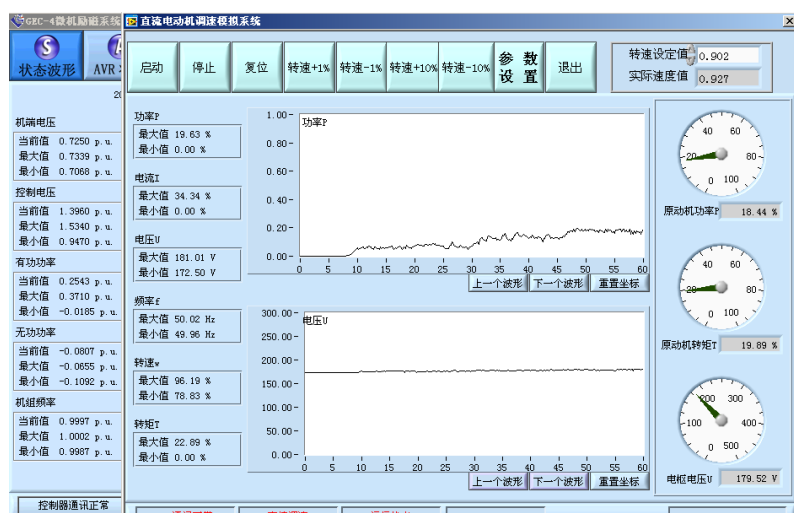 GEC-4微机励磁系统
直流电动机调速模拟系统
状态波形
AVR
启动
停止
复位
转速+1%
转速-1%
转速+10%
转速-10%
参 数
设 置
退出
转速设定值 0.902
实际速度值 0.927
机端电压
当前值 0.7250 p.u.
最大值 0.7339 p.u.
最小值 0.7068 p.u.
控制电压
当前值 1.3960 p.u.
最大值 1.5340 p.u.
最小值 0.9470 p.u.
有功功率
当前值 0.2543 p.u.
最大值 0.3710 p.u.
最小值 -0.0185 p.u.
无功功率
当前值 -0.0807 p.u.
最大值 -0.0655 p.u.
最小值 -0.1092 p.u.
机组频率
当前值 0.9997 p.u.
最大值 1.0002 p.u.
最小值 0.9987 p.u.
控制器通讯正常
功率P
最大值 19.63 %
最小值 0.00 %
电流I
最大值 34.34 %
最小值 0.00 %
电压U
最大值 181.01 V
最小值 172.50 V
频率f
最大值 50.02 Hz
最小值 49.96 Hz
转速w
最大值 96.19 %
最小值 78.83 %
转矩T
最大值 22.89 %
最小值 0.00 %
功率P
1.00
0.80
0.60
0.40
0.20
0.00
0 5 10 15 20 25 30 35 40 45 50 55 60
上一个波形 下一个波形 重置坐标
电压U
300.00
250.00
200.00
150.00
100.00
50.00
0.00
0 5 10 15 20 25 30 35 40 45 50 55 60
上一个波形 下一个波形 重置坐标
40 60
20 80
0 100
原动机功率P 18.44 %
40 60
20 80
0 100
原动机转矩T 19.89 %
200 300
100 400
0 500
电枢电压U 179.52 V